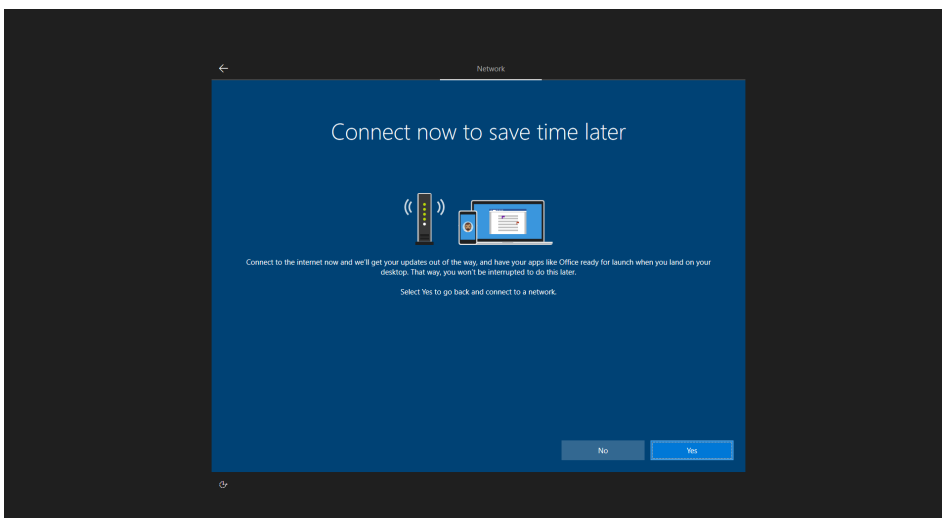 Network
Connect now to save time later
Connect to the internet now and we'll get your updates out of the way, and have your apps like Office ready for launch when you land on your
desktop. That way, you won't be interrupted to do this later.
Select Yes to go back and connect to a network.
No
Yes